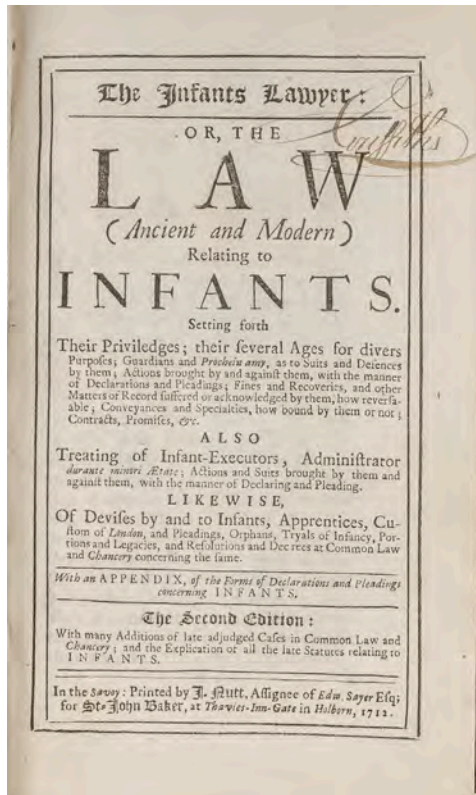 The Infants Lawyer:
Griffiths
OR, THE
LAW
(Ancient and Modern)
Relating to
INFANTS.
Setting forth
Their Priviledges; their ſeveral Ages for divers
Purpoſes; Guardians and Prochein amy, as to Suits and Defences
by them; Actions brought by and againſt them, with the manner
of Declarations and Pleadings; Fines and Recoveries, and other
Matters of Record ſuffered or acknowledged by them, how reverſa-
able; Conveyances and Specialties, how bound by them or not;
Contracts, Promiſes, &c.
ALSO
Treating of Infant-Executors, Adminiſtrator
durante minori Ætate; Actions and Suits brought by them and
againſt them, with the manner of Declaring and Pleading.
LIKEWISE,
Of Deviſes by and to Infants, Apprentices, Cu-
ſtom of London, and Pleadings, Orphans, Tryals of Infancy, Por-
tions and Legacies, and Reſolutions and Decrees at Common Law
and Chancery concerning the ſame.
With an APPENDIX, of the Forms of Declarations and Pleadings
concerning INFANTS.
The Second Edition:
With many Additions of late adjudged Caſes in Common Law and
Chancery; and the Explication of all the late Statutes relating to
INFANTS.
In the Savoy: Printed by J. Nutt, Aſſignee of Edw. Sayer Eſq;
for St. John Baker, at Thavies-Inn-Gate in Holborn, 1712.